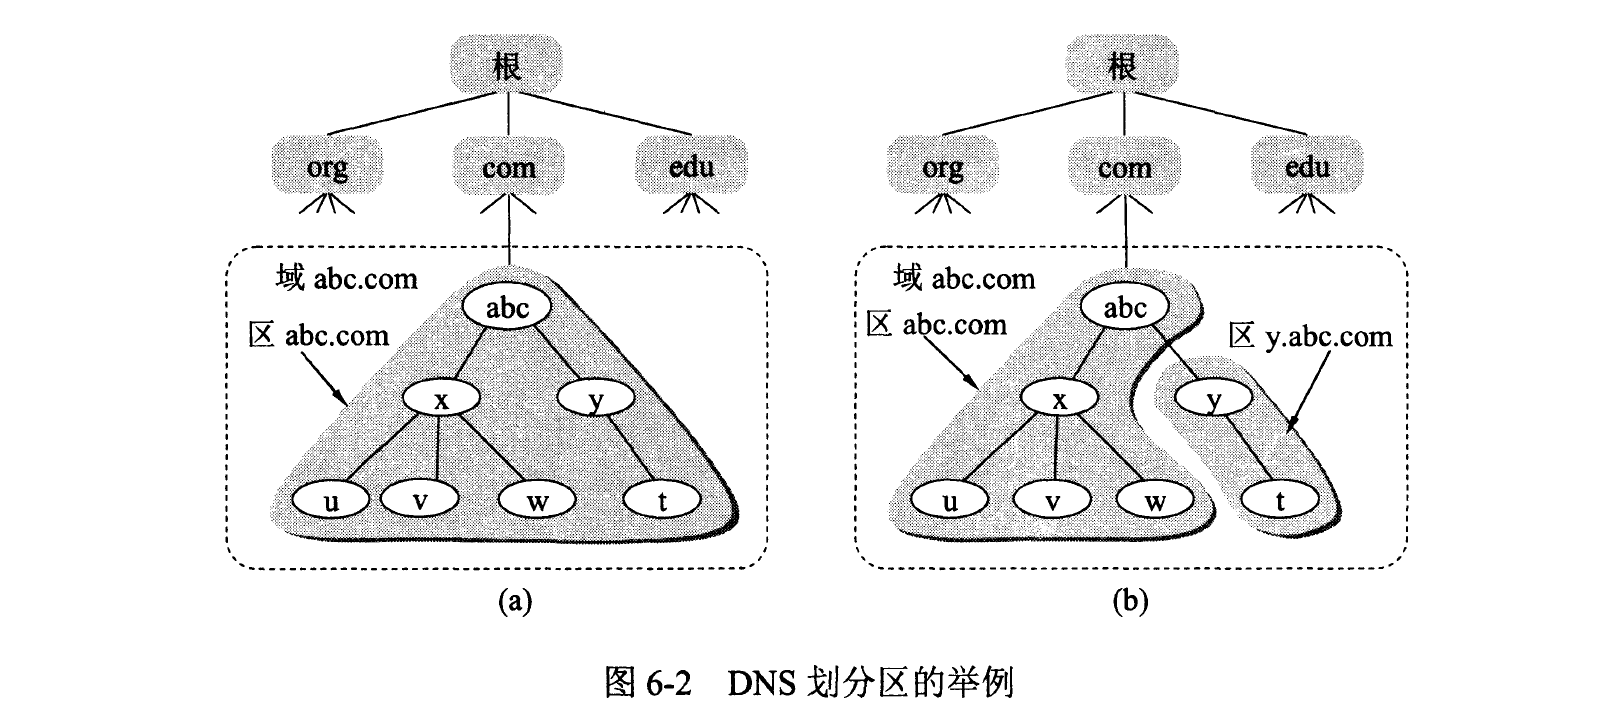 根
org com edu
域 abc.com
区 abc.com
abc
x y
u v w t
(a)
根
org com edu
域 abc.com
区 abc.com
区 y.abc.com
abc
x y
u v w t
(b)
图 6-2 DNS 划分区的举例